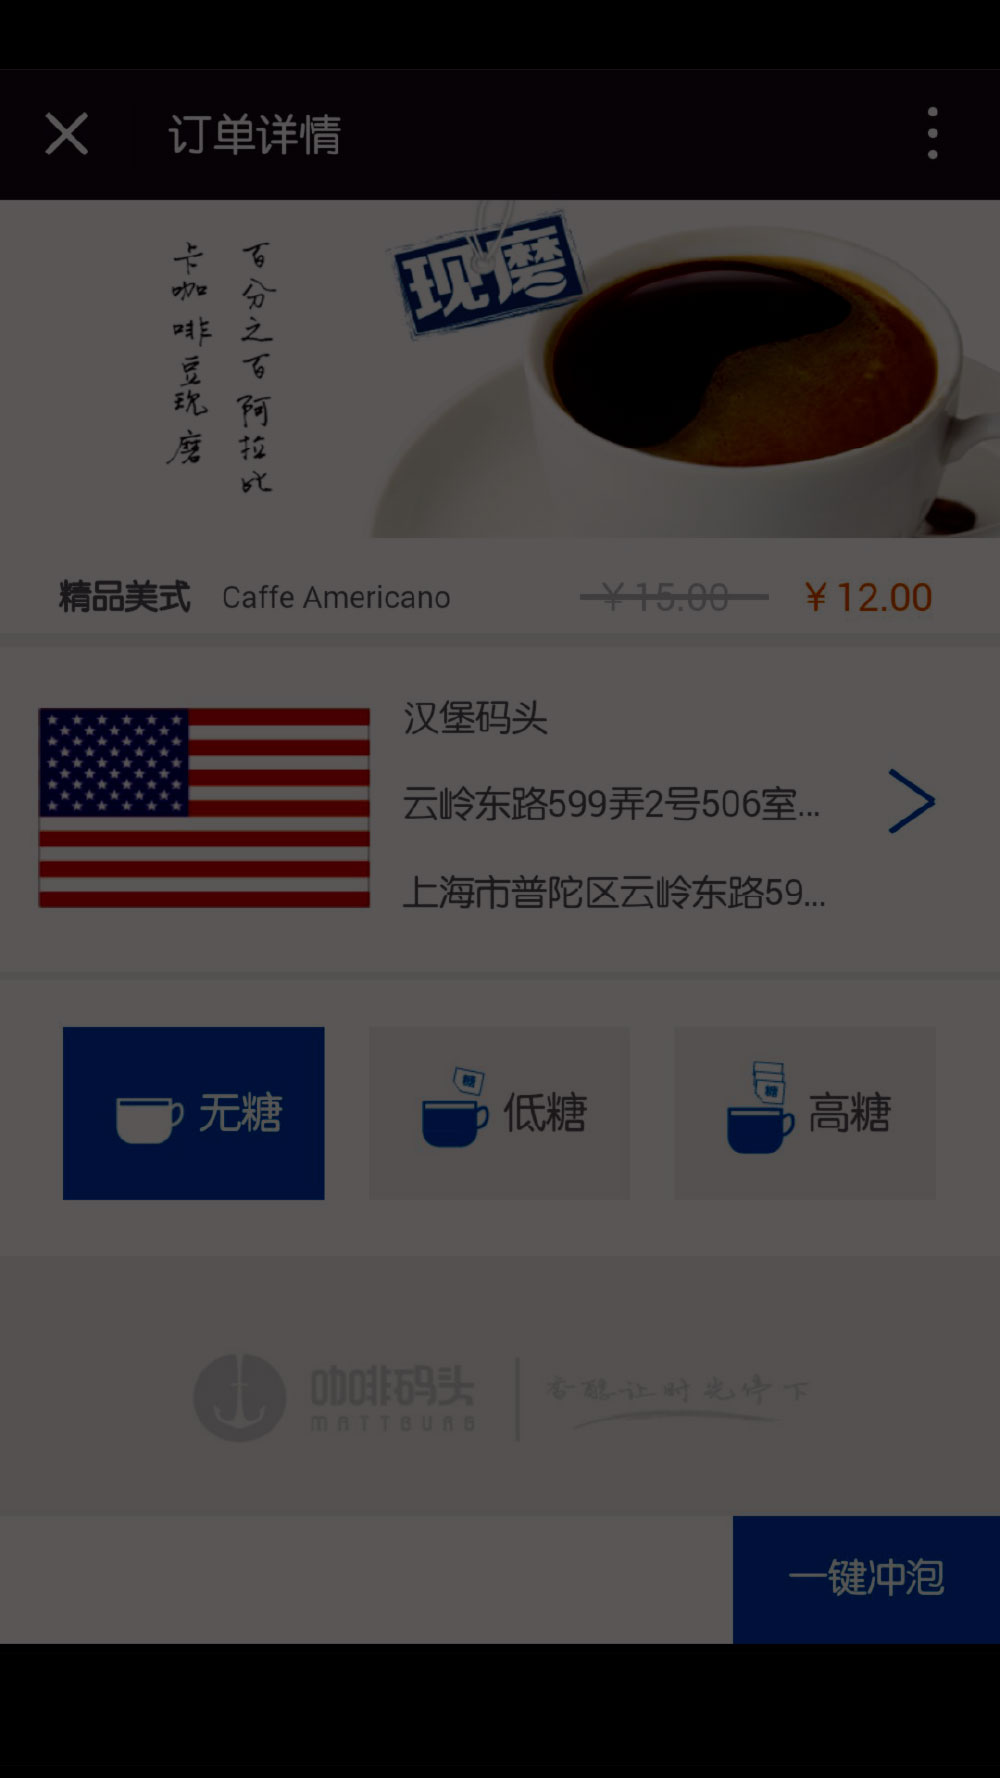 订单详情
百分之百阿拉比
卡咖啡豆现磨
现磨
精品美式 Caffe Americano ¥15.00 ¥12.00
汉堡码头
云岭东路599弄2号506室...
上海市普陀区云岭东路59...
糖
糖
无糖 低糖 高糖
咖啡码头
MATTBURG
香醇让时光停下
一键冲泡